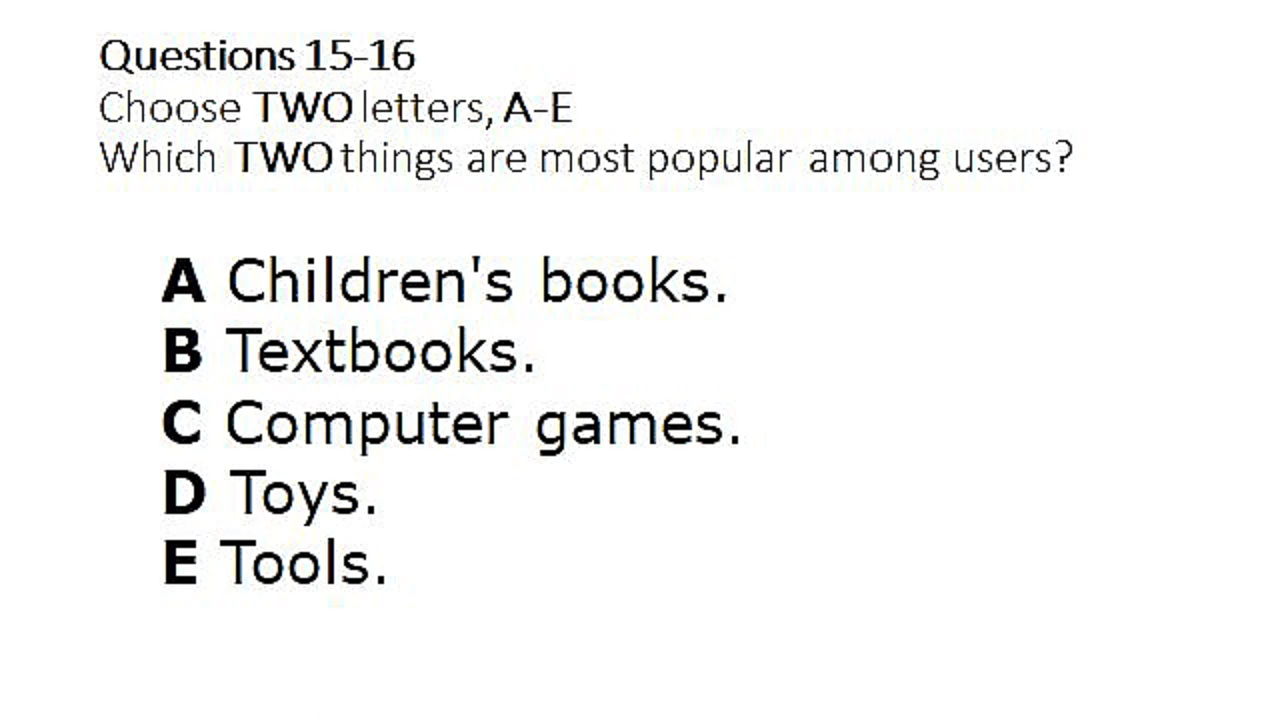 Questions 15-16
Choose TWO letters, A-E
Which TWO things are most popular among users?
A Children's books.
B Textbooks.
C Computer games.
D Toys.
E Tools.